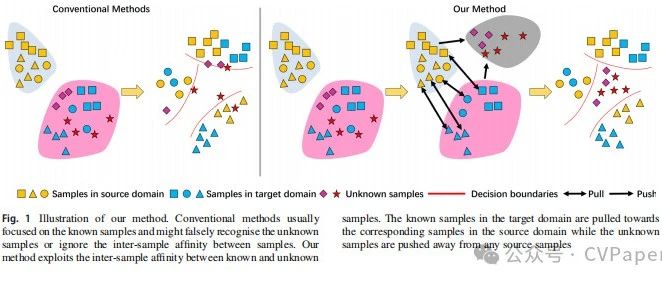 Conventional Methods
Our Method
Samples in source domain
Samples in target domain
Unknown samples
Decision boundaries
Pull
Push
Fig. 1 Illustration of our method. Conventional methods usually
focused on the known samples and might falsely recognise the unknown
samples or ignore the inter-sample affinity between samples. Our
method exploits the inter-sample affinity between known and unknown
samples. The known samples in the target domain are pulled towards
the corresponding samples in the source domain while the unknown
samples are pushed away from any source samples
公众号 · CVPaper